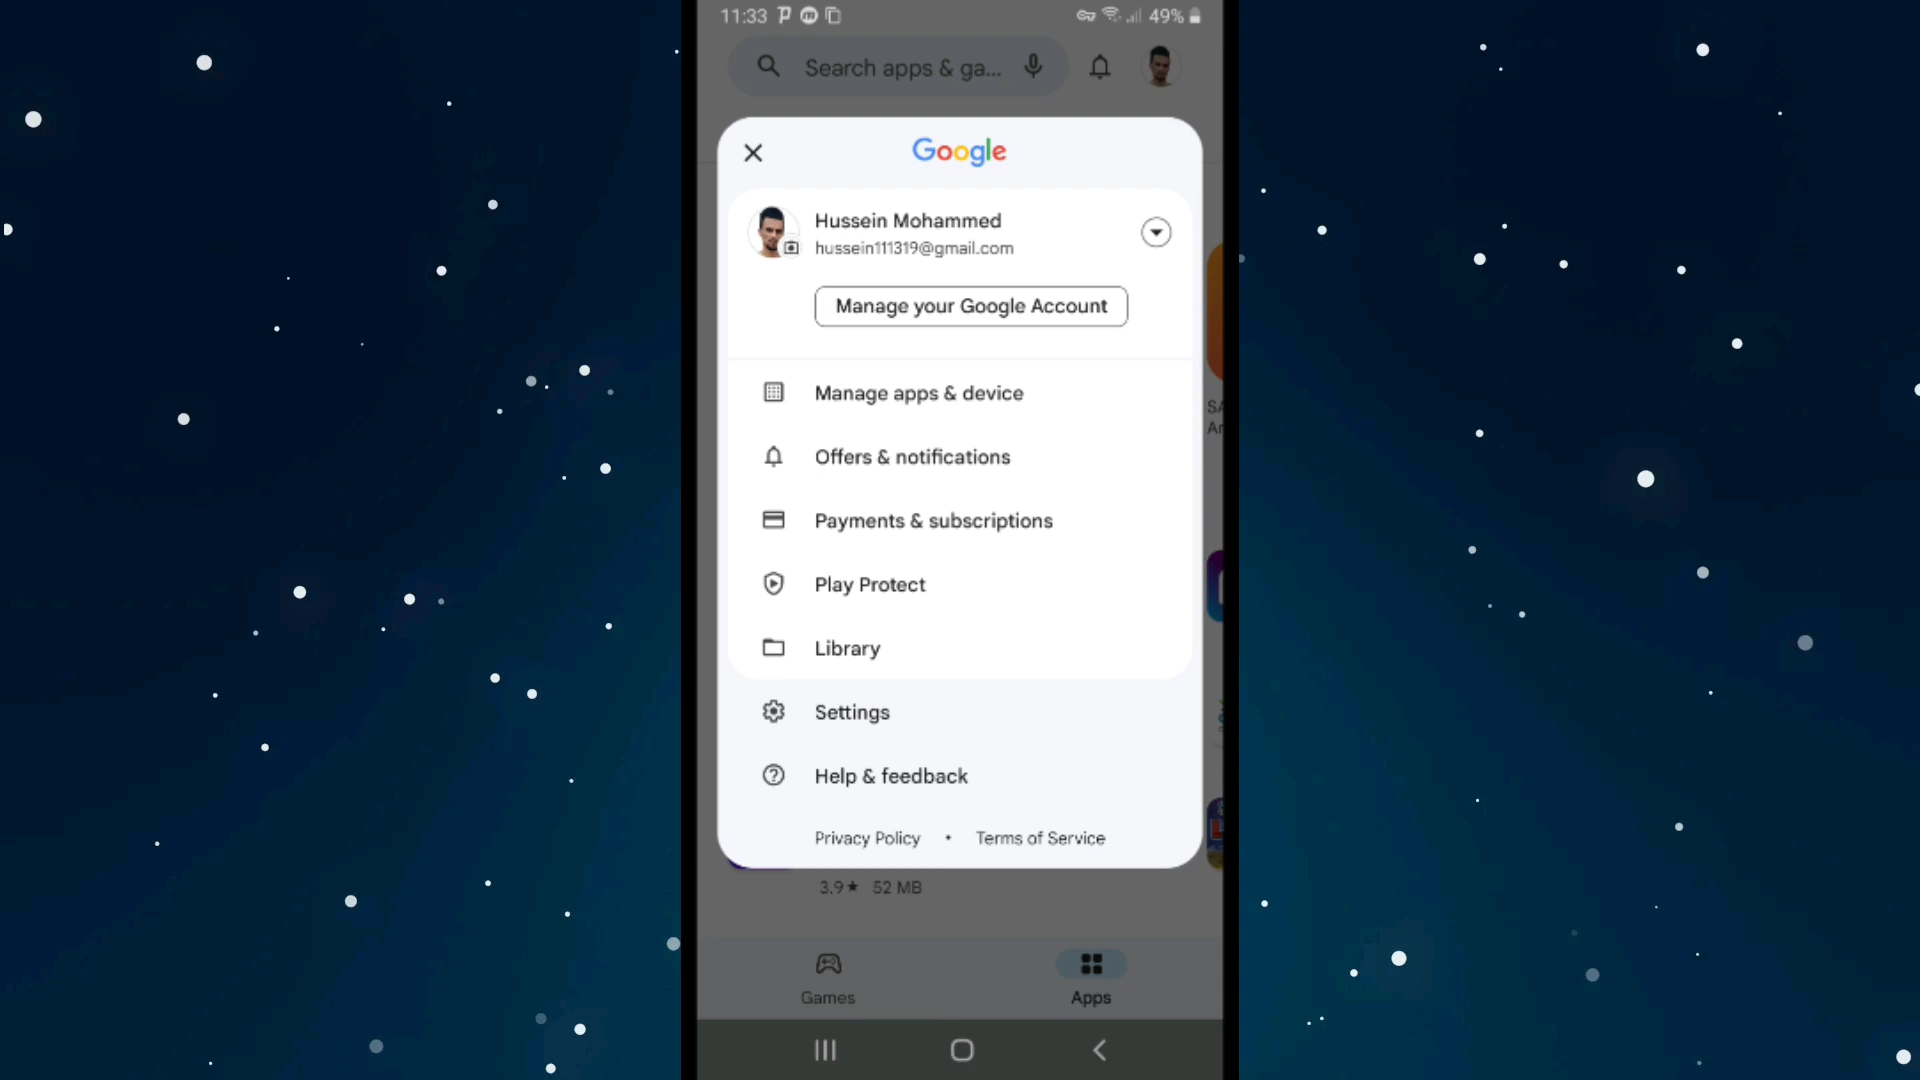 11:33
49%
Search apps & ga...
Google
Hussein Mohammed
hussein111319@gmail.com
Manage your Google Account
Manage apps & device
Offers & notifications
Payments & subscriptions
Play Protect
Library
Settings
Help & feedback
Privacy Policy • Terms of Service
3.9★ 52 MB
Games
Apps